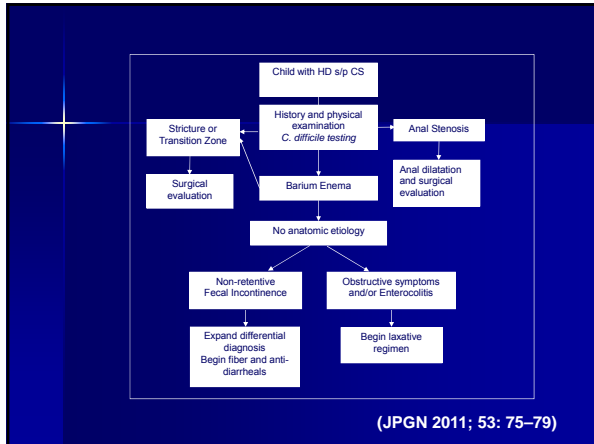 Child with HD s/p CS
History and physical
examination
C. difficile testing
Stricture or
Transition Zone
Anal Stenosis
Surgical
evaluation
Barium Enema
Anal dilatation
and surgical
evaluation
No anatomic etiology
Non-retentive
Fecal Incontinence
Obstructive symptoms
and/or Enterocolitis
Expand differential
diagnosis
Begin fiber and anti-
diarrheals
Begin laxative
regimen
(JPGN 2011; 53: 75–79)